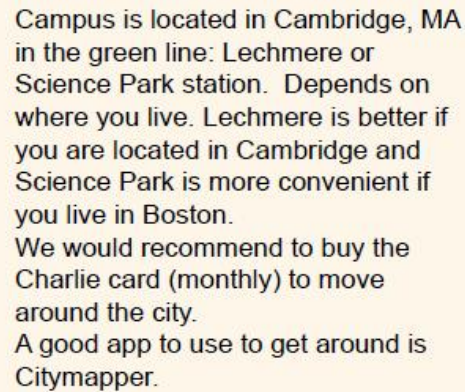 Campus is located in Cambridge, MA
in the green line: Lechmere or
Science Park station.  Depends on
where you live. Lechmere is better if
you are located in Cambridge and
Science Park is more convenient if
you live in Boston.
We would recommend to buy the
Charlie card (monthly) to move
around the city.
A good app to use to get around is
Citymapper.